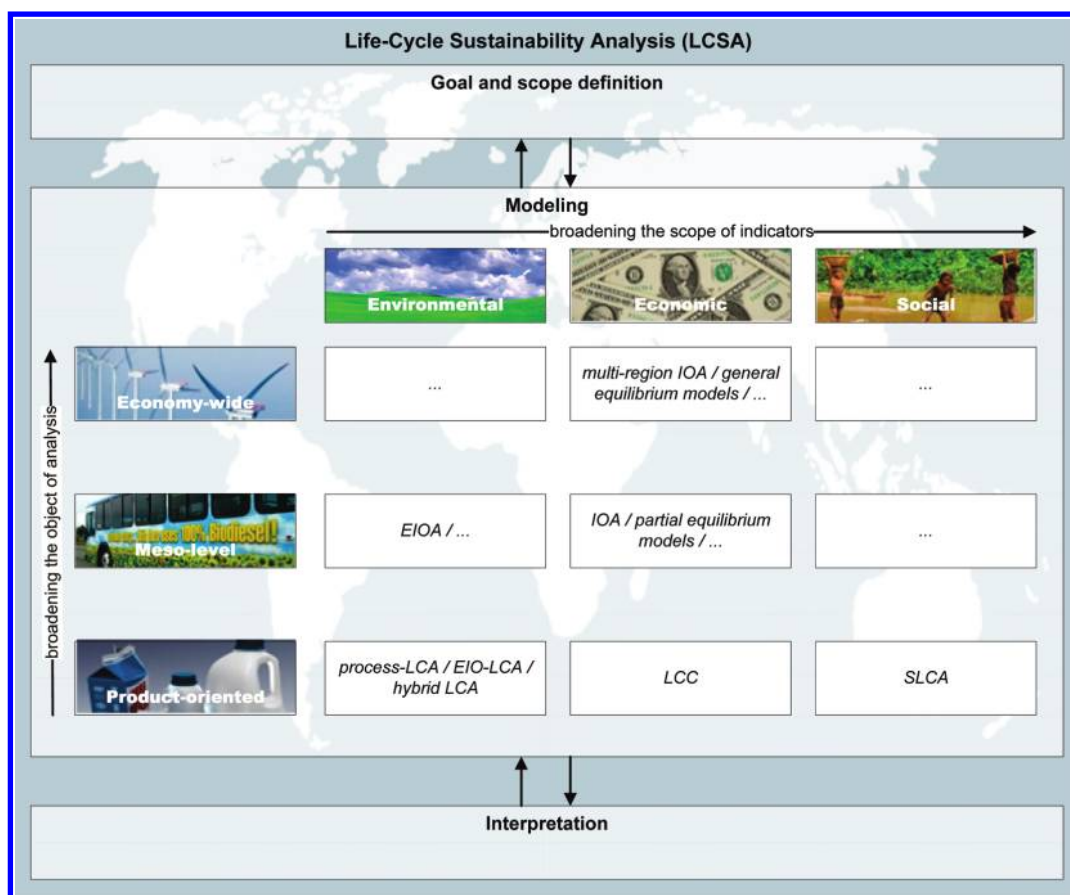 Life-Cycle Sustainability Analysis (LCSA)
Goal and scope definition
Modeling
broadening the scope of indicators
Environmental
Economic
Social
broadening the object of analysis
Economy-wide
...
multi-region IOA / general
equilibrium models / ...
...
100% Biodiesel!
Meso-level
EIOA / ...
IOA / partial equilibrium
models / ...
...
Product-oriented
process-LCA / EIO-LCA /
hybrid LCA
LCC
SLCA
Interpretation